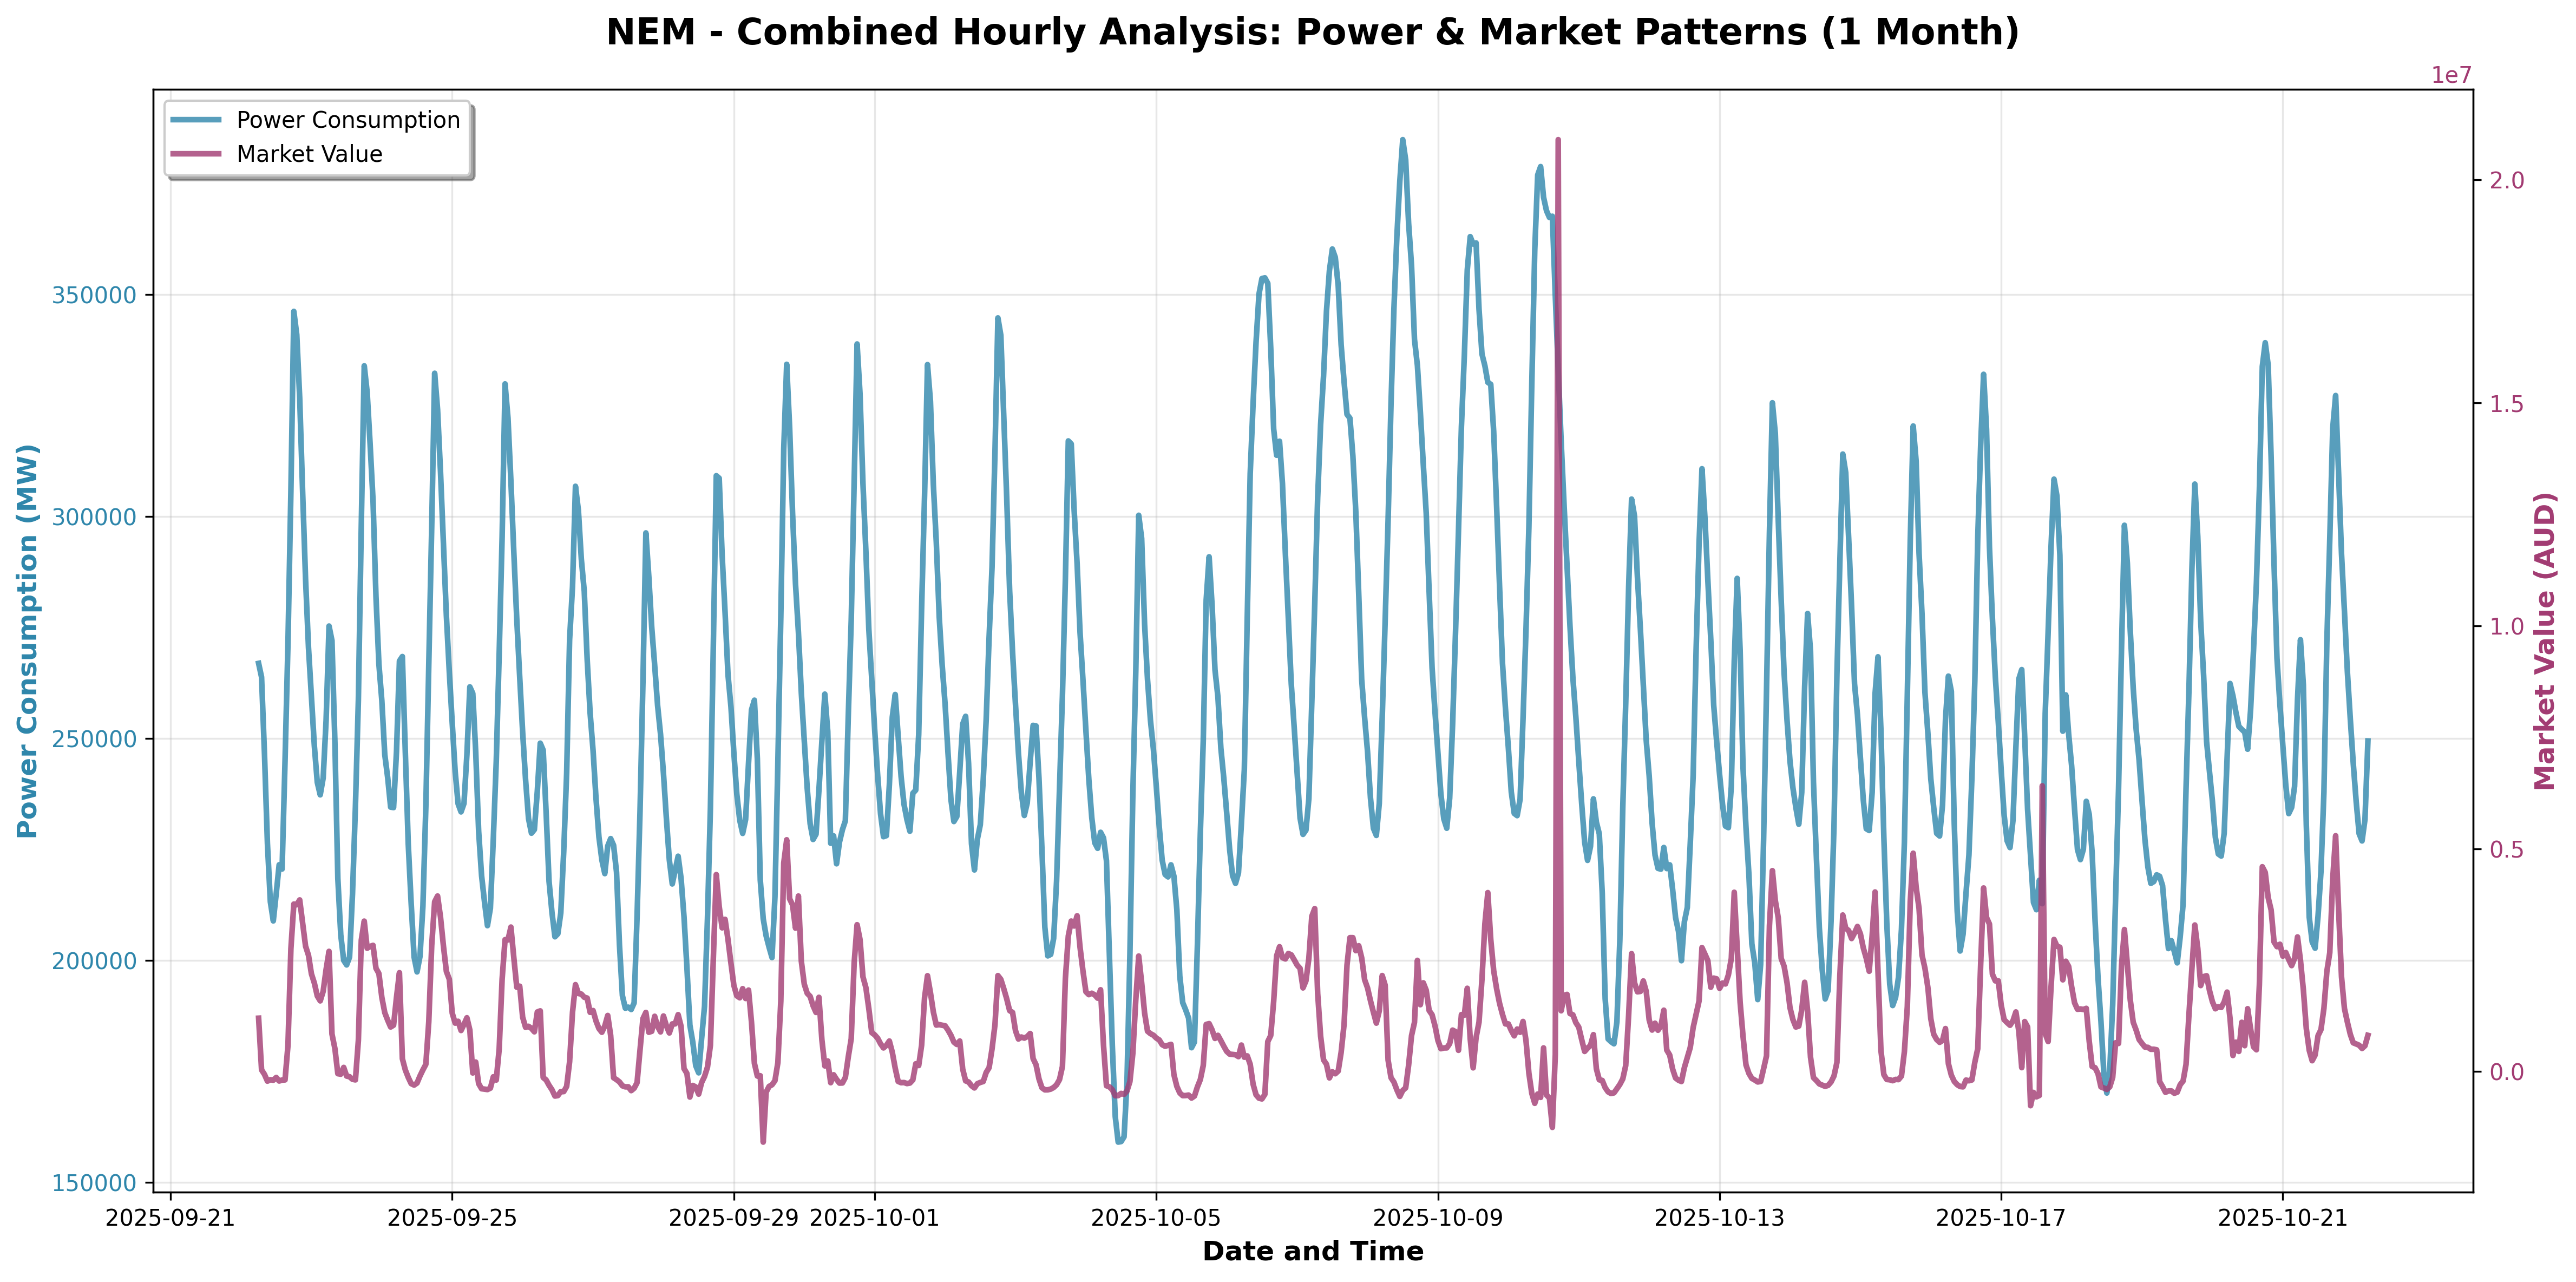 NEM - Combined Hourly Analysis: Power & Market Patterns (1 Month)
1e7
Power Consumption
Market Value
350000
300000
250000
200000
150000
Power Consumption (MW)
2.0
1.5
1.0
0.5
0.0
Market Value (AUD)
2025-09-21
2025-09-25
2025-09-29
2025-10-01
2025-10-05
2025-10-09
2025-10-13
2025-10-17
2025-10-21
Date and Time